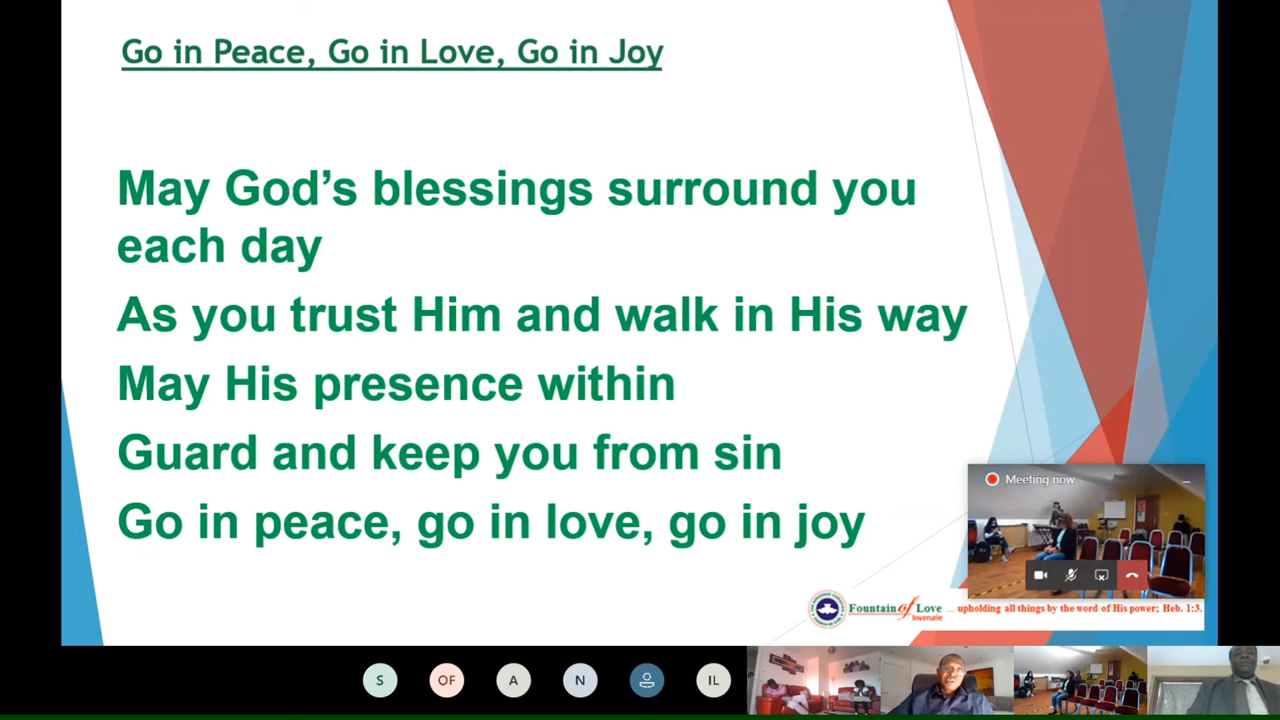 Go in Peace, Go in Love, Go in Joy
May God’s blessings surround you
each day
As you trust Him and walk in His way
May His presence within
Guard and keep you from sin
Go in peace, go in love, go in joy
Meeting now
Fountain of Love
Inverurie
... upholding all things by the word of His power; Heb. 1:3.
S
OF
A
N
IL